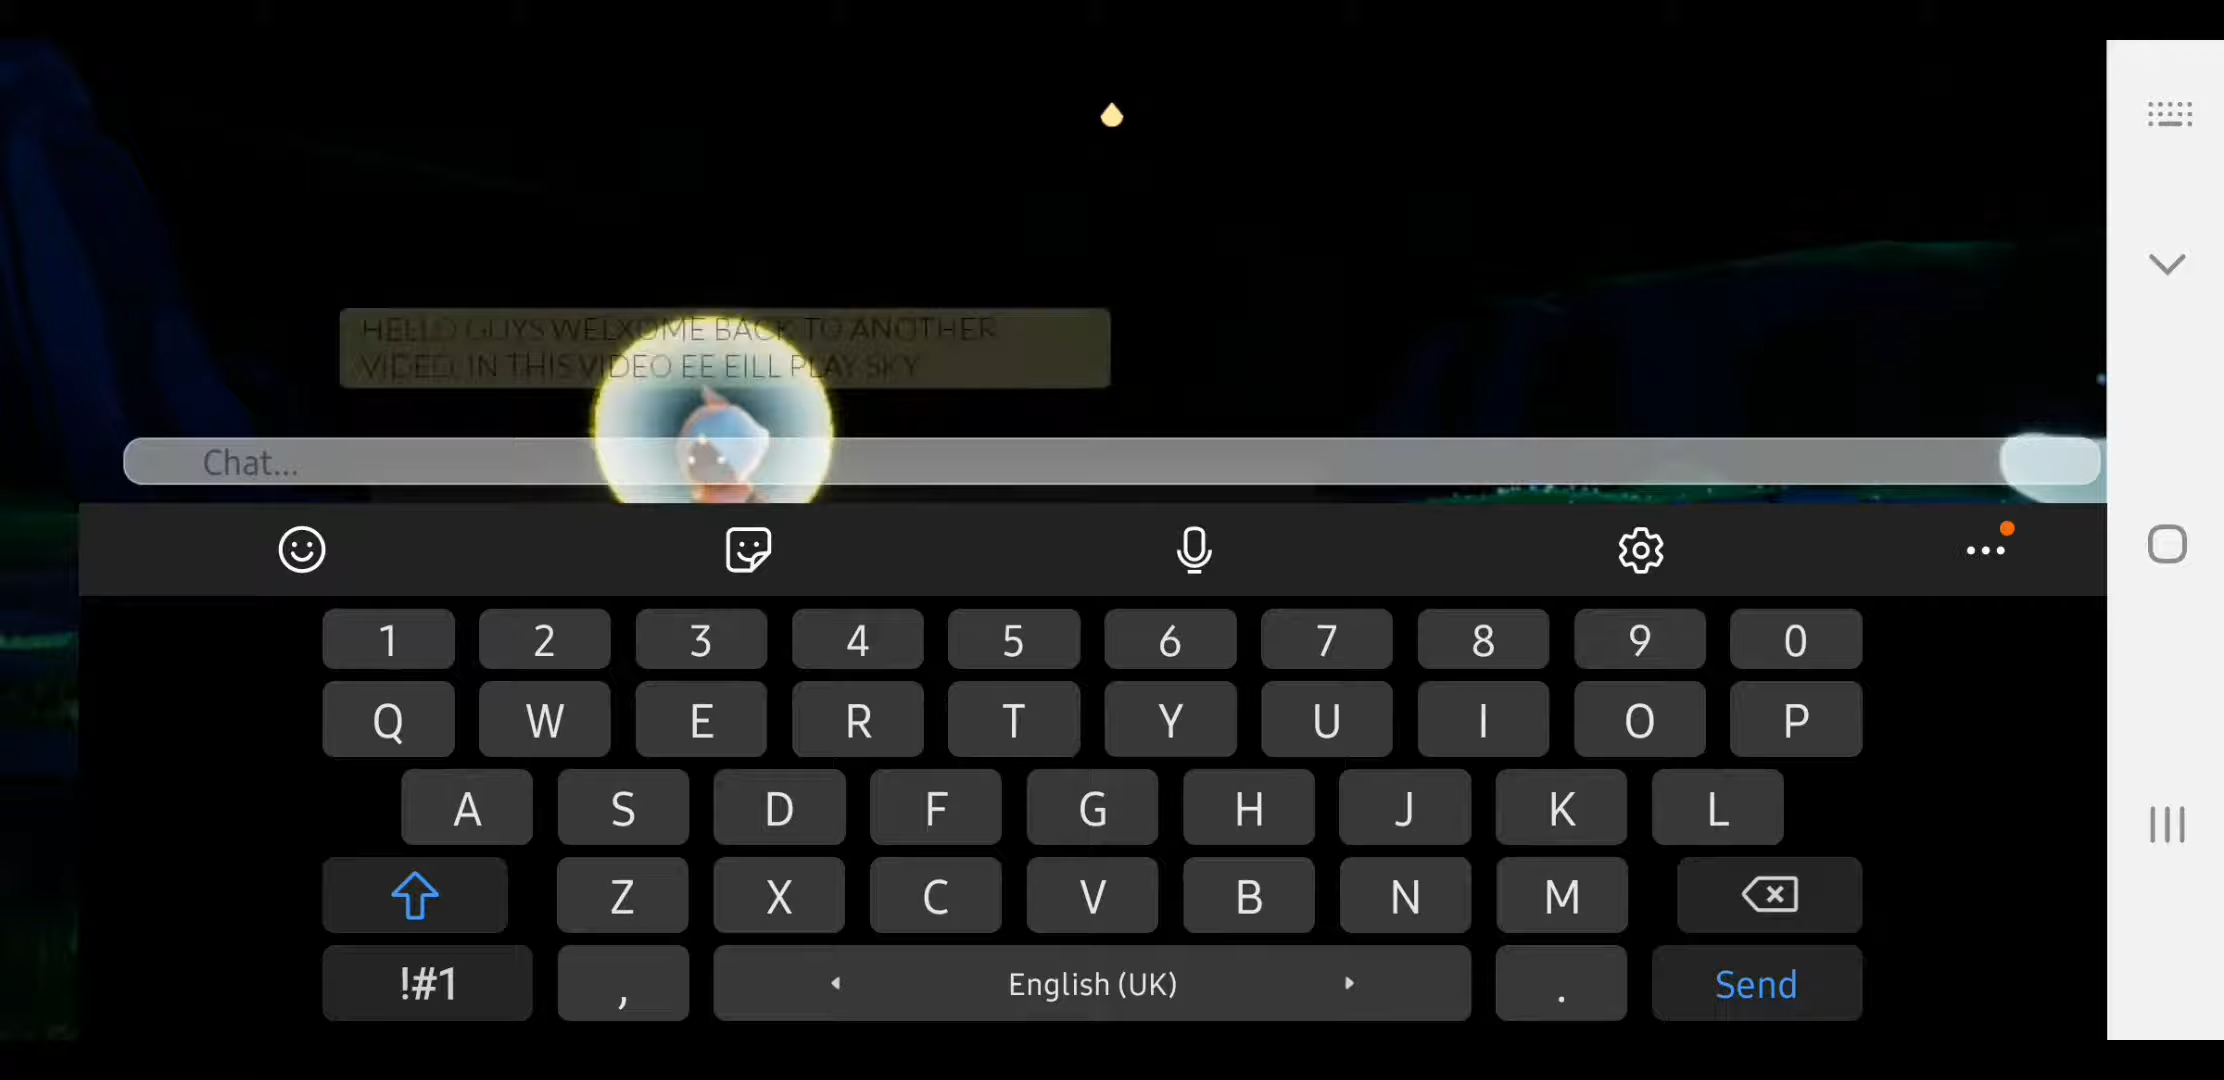 HELLO GUYS WELXOME BACK TO ANOTHER
VIDEO. IN THIS VIDEO EE EILL PLAY SKY
Chat...
1 2 3 4 5 6 7 8 9 0
Q W E R T Y U I O P
A S D F G H J K L
Z X C V B N M
!#1 , English (UK) . Send